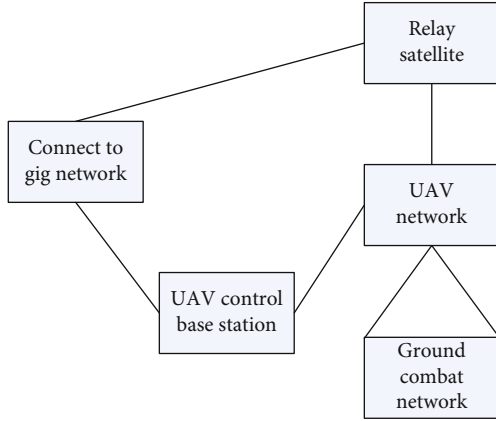 Relay
satellite
Connect to
gig network
UAV
network
UAV control
base station
Ground
combat
network